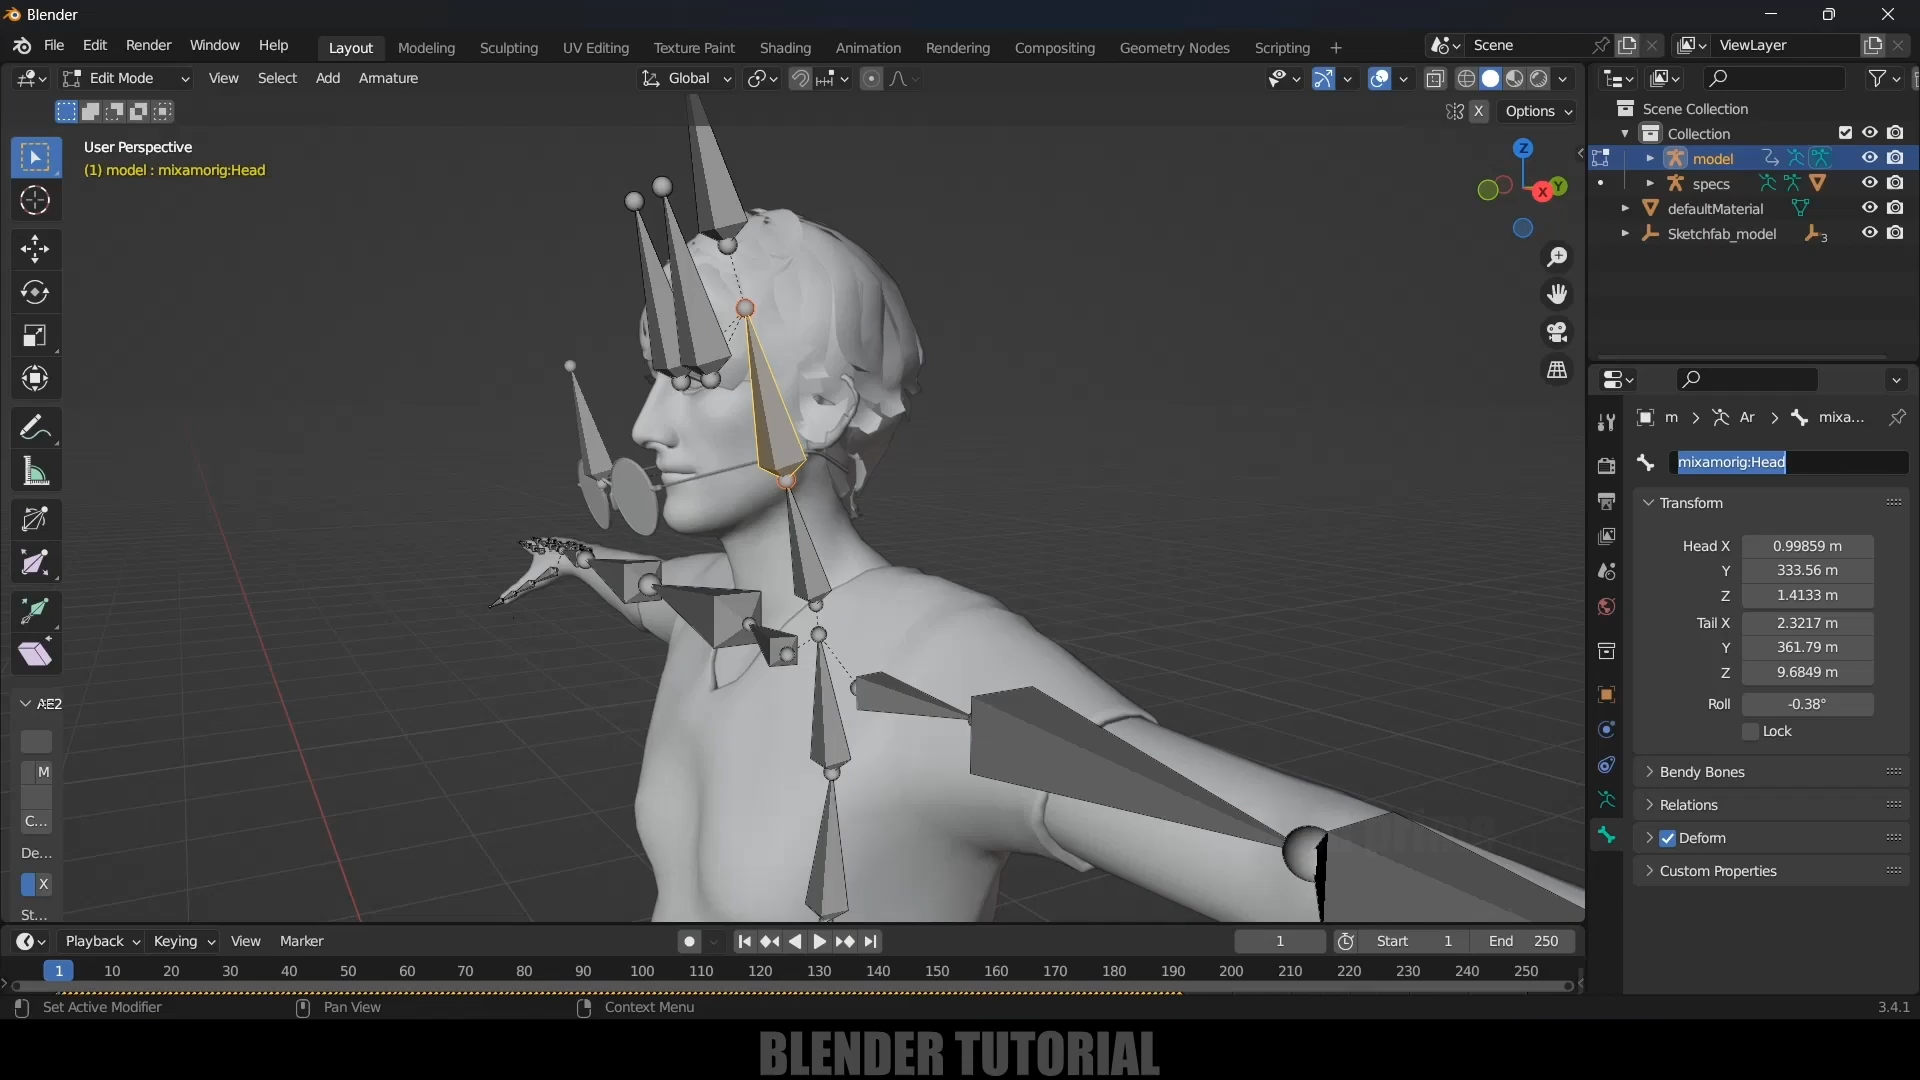 Blender
File Edit Render Window Help Layout Modeling Sculpting UV Editing Texture Paint Shading Animation Rendering Compositing Geometry Nodes Scripting + Scene ViewLayer
Edit Mode View Select Add Armature Global
X Options
User Perspective
(1) model : mixamorig:Head
Z
Y
X
Scene Collection
Collection
model
specs
defaultMaterial
Sketchfab_model 3
m > Ar > mixa...
mixamorig:Head
Transform
Head X 0.99859 m
Y 333.56 m
Z 1.4133 m
Tail X 2.3217 m
Y 361.79 m
Z 9.6849 m
Roll -0.38°
Lock
Bendy Bones
Relations
Deform
Custom Properties
AE2
M
C...
De...
X
St...
Playback Keying View Marker 1 Start 1 End 250
1 10 20 30 40 50 60 70 80 90 100 110 120 130 140 150 160 170 180 190 200 210 220 230 240 250
Set Active Modifier Pan View Context Menu 3.4.1
BLENDER TUTORIAL